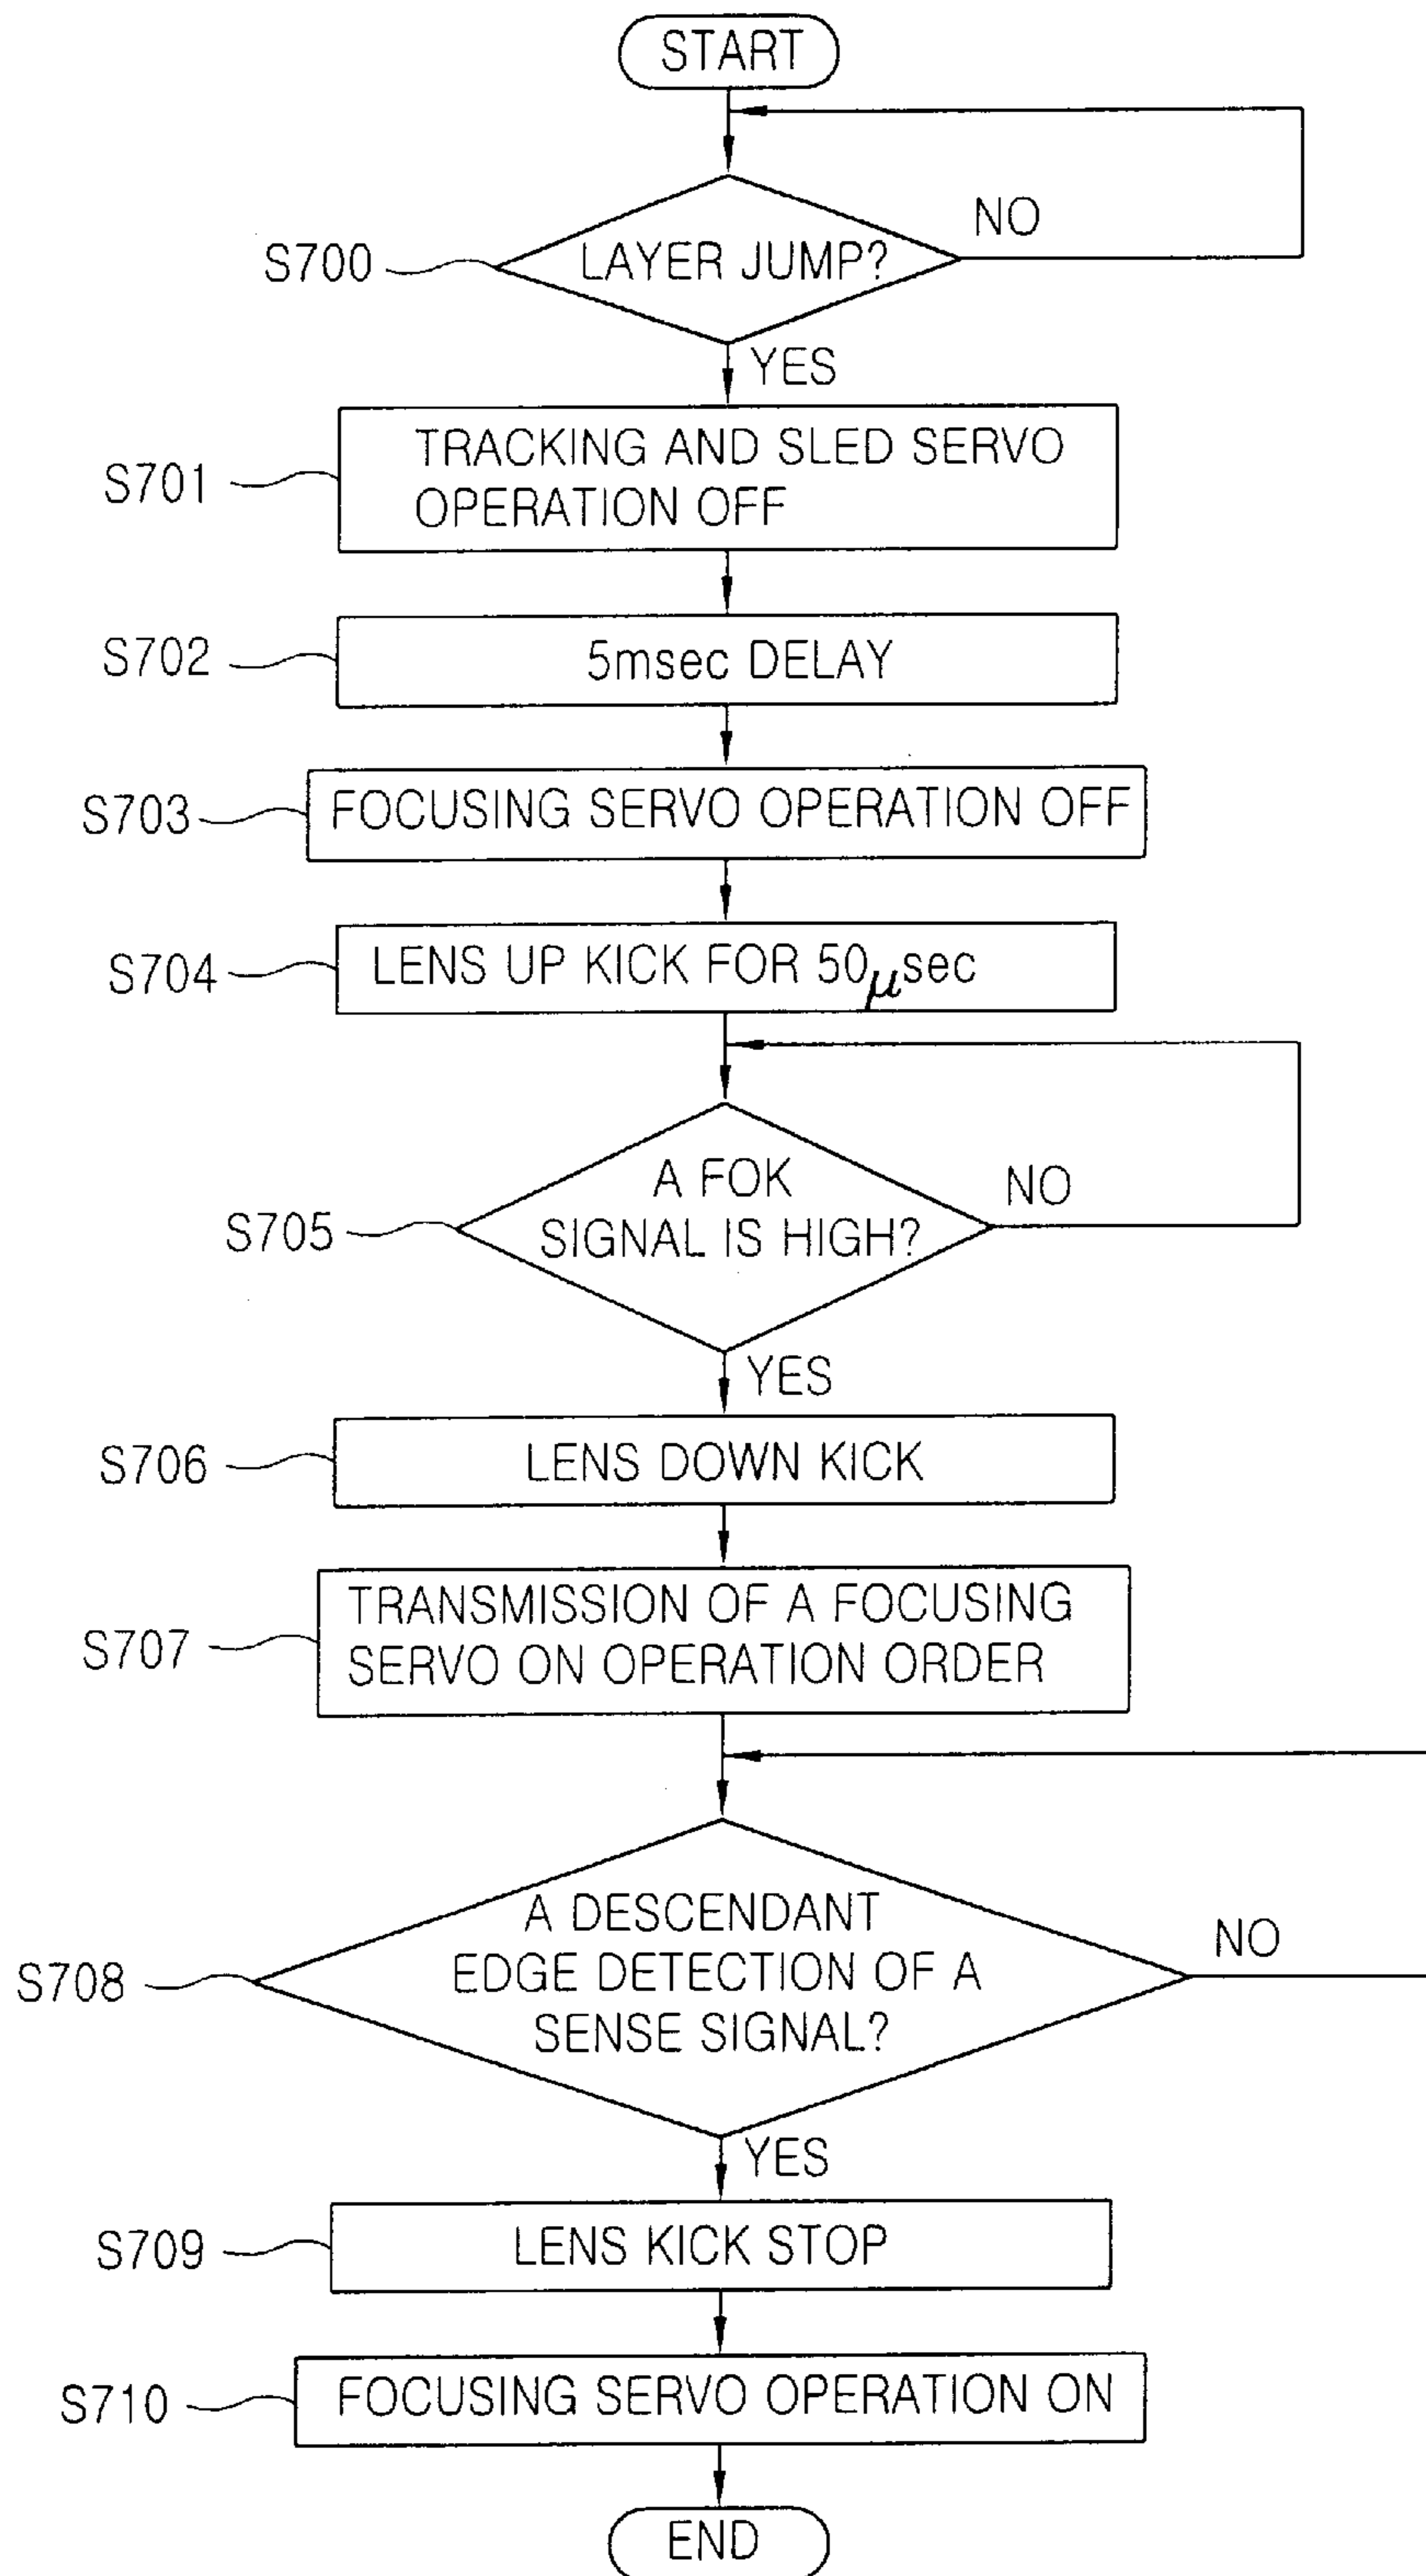 START
NO
S700
LAYER JUMP?
YES
S701
TRACKING AND SLED SERVO
OPERATION OFF
S702
5msec DELAY
S703
FOCUSING SERVO OPERATION OFF
S704
LENS UP KICK FOR 50μsec
A FOK
SIGNAL IS HIGH?
NO
S705
YES
S706
LENS DOWN KICK
S707
TRANSMISSION OF A FOCUSING
SERVO ON OPERATION ORDER
A DESCENDANT
EDGE DETECTION OF A
SENSE SIGNAL?
NO
S708
YES
S709
LENS KICK STOP
S710
FOCUSING SERVO OPERATION ON
END